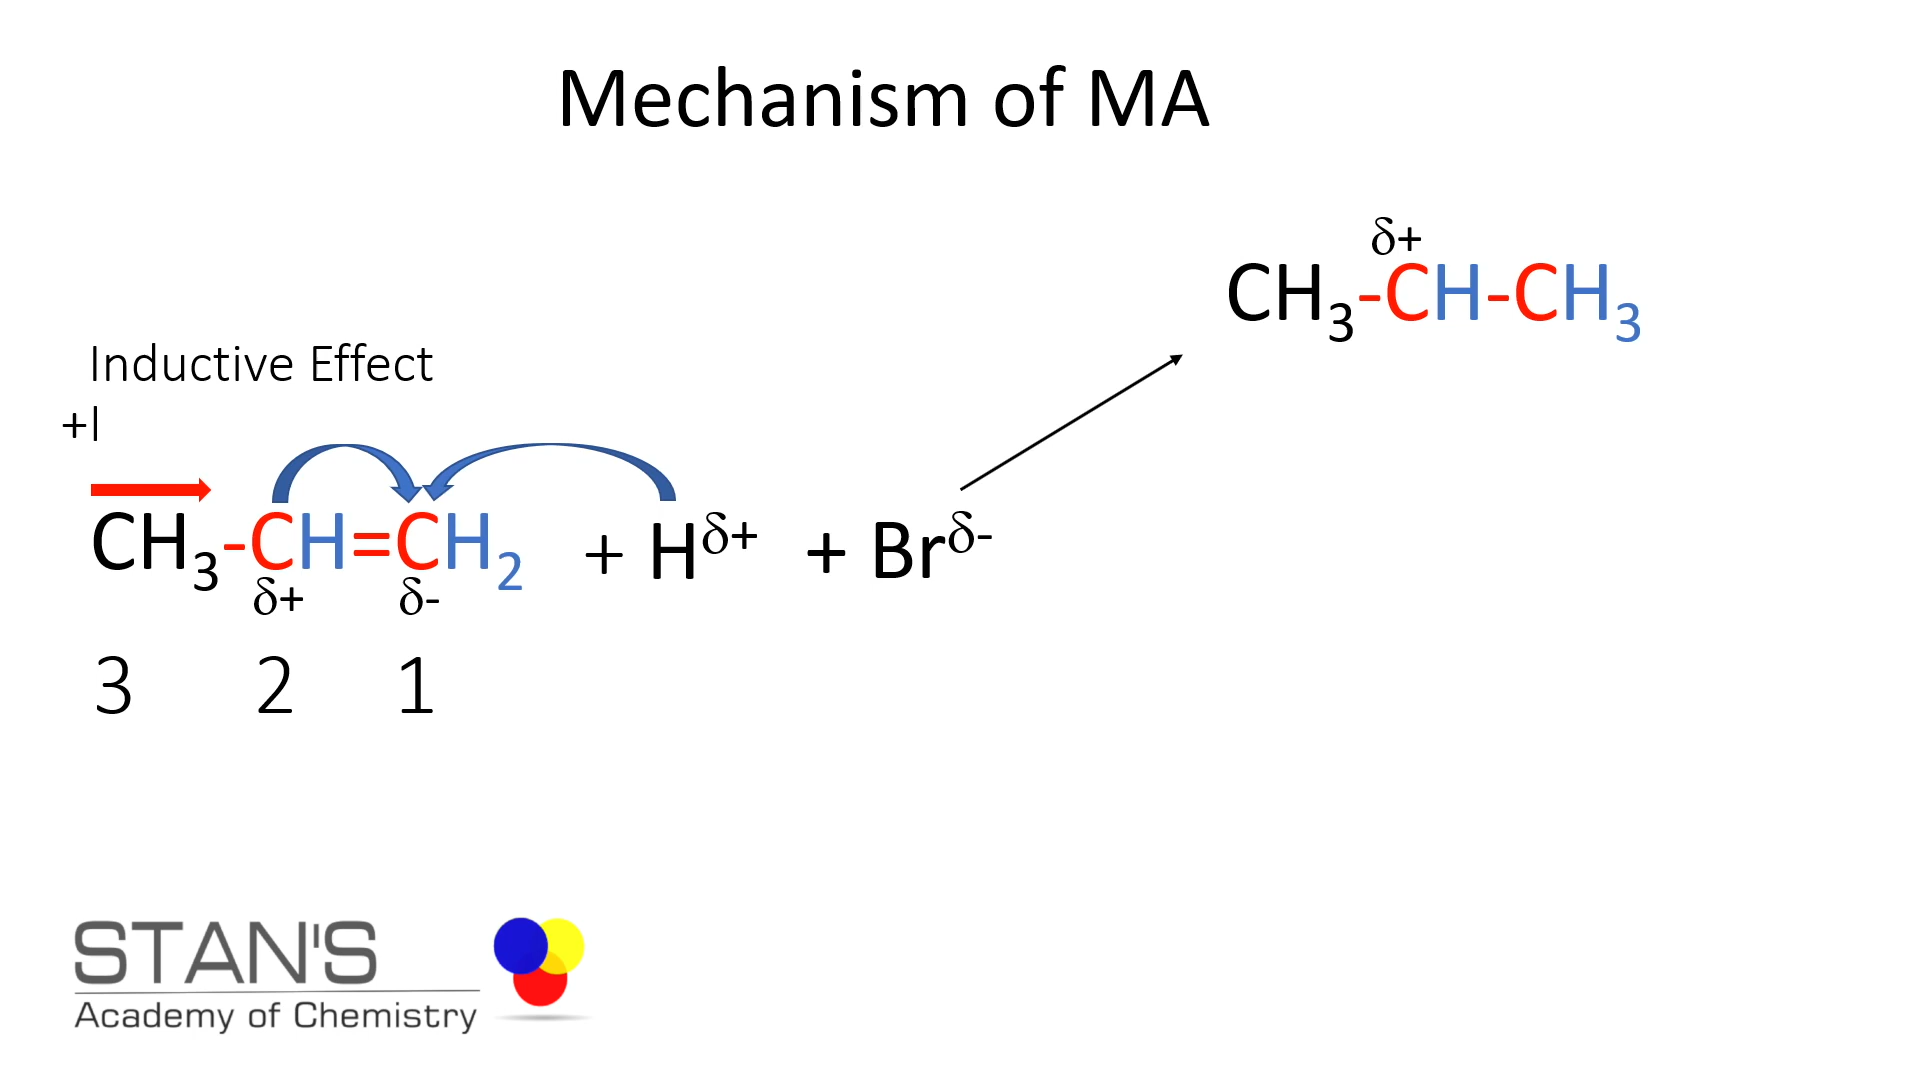 Mechanism of MA
δ+
CH₃-CH-CH₃
Inductive Effect
+I
CH₃-CH=CH₂ + Hδ+ + Brδ-
δ+ δ-
3 2 1
STAN'S
Academy of Chemistry